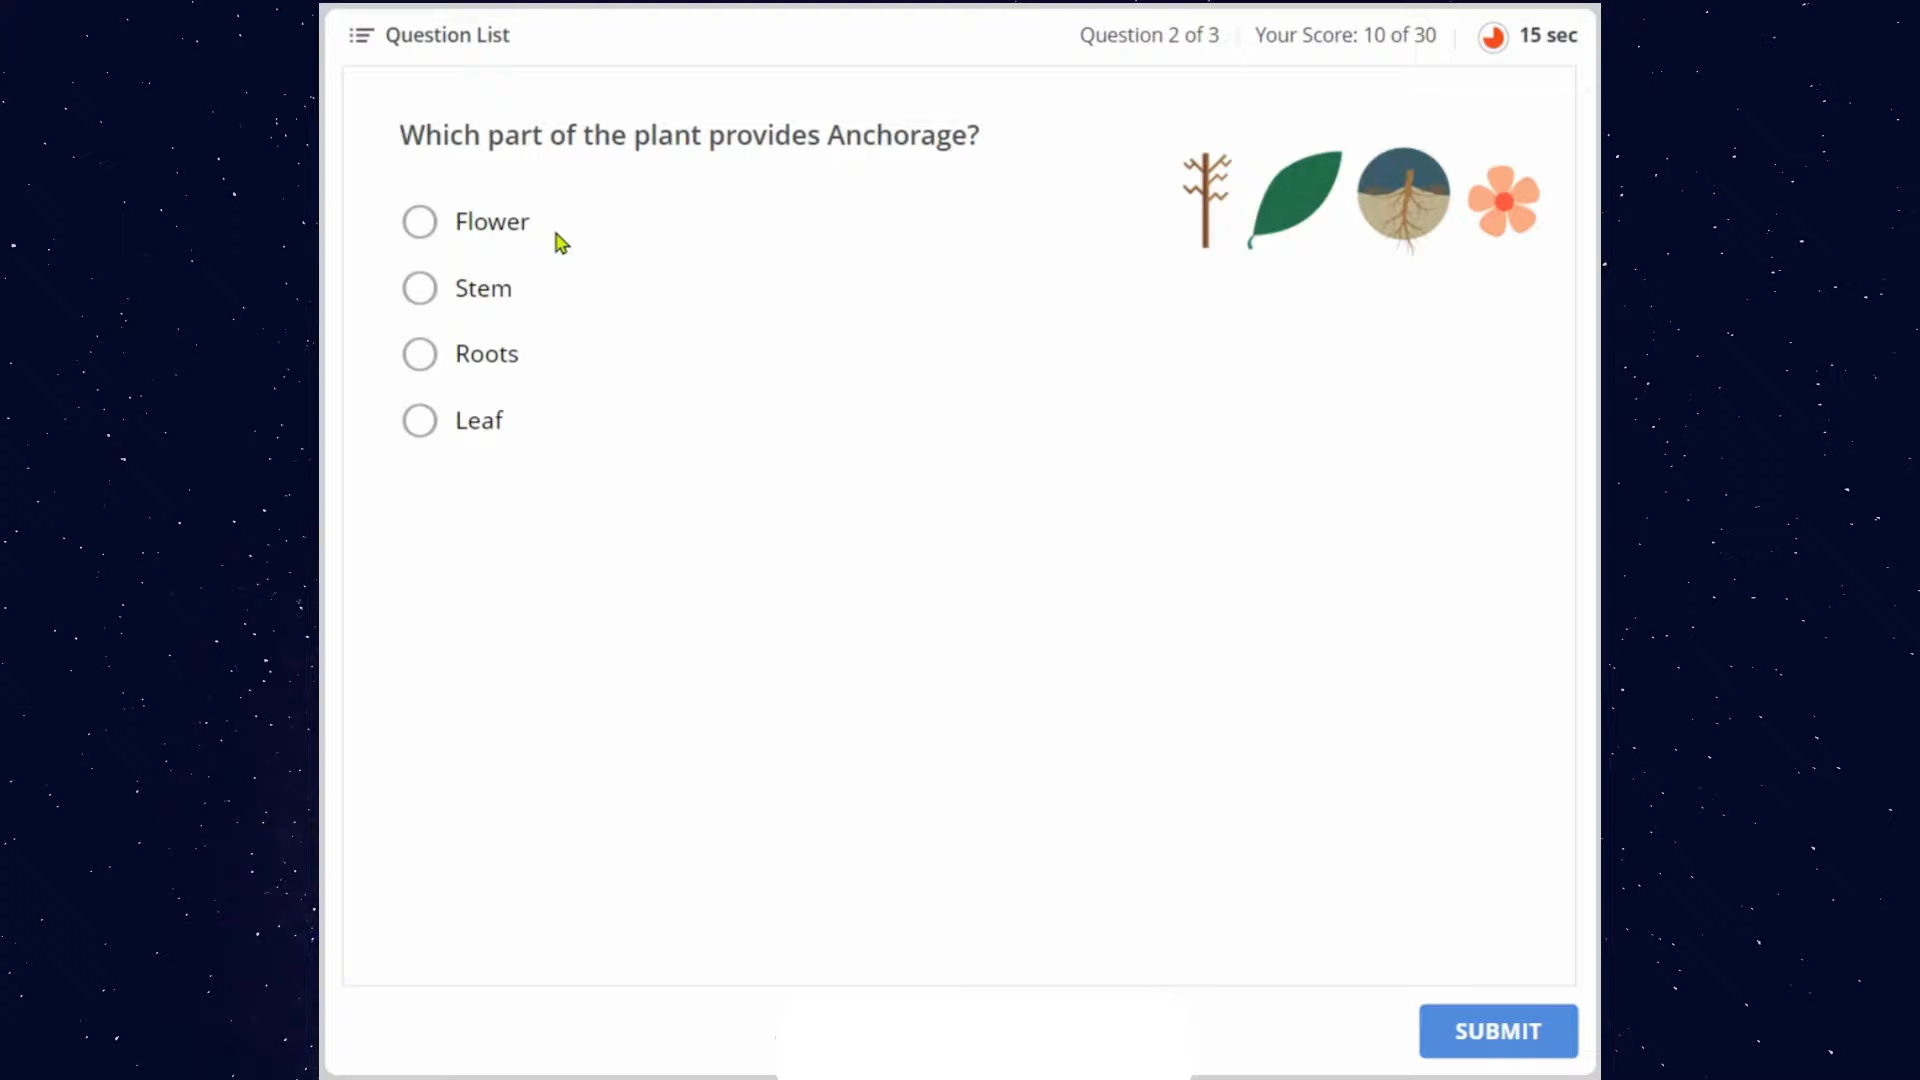 Question List
Question 2 of 3
Your Score: 10 of 30
15 sec
Which part of the plant provides Anchorage?
Flower
Stem
Roots
Leaf
SUBMIT